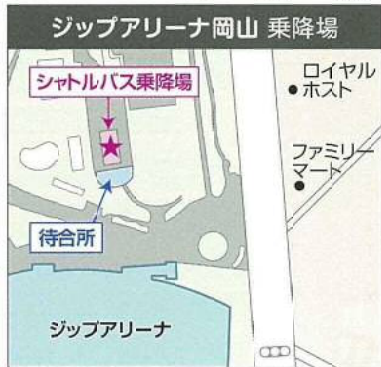 ジップアリーナ岡山 乗降場
シャトルバス乗降場
ロイヤル
ホスト
ファミリー
マート
待合所
ジップアリーナ